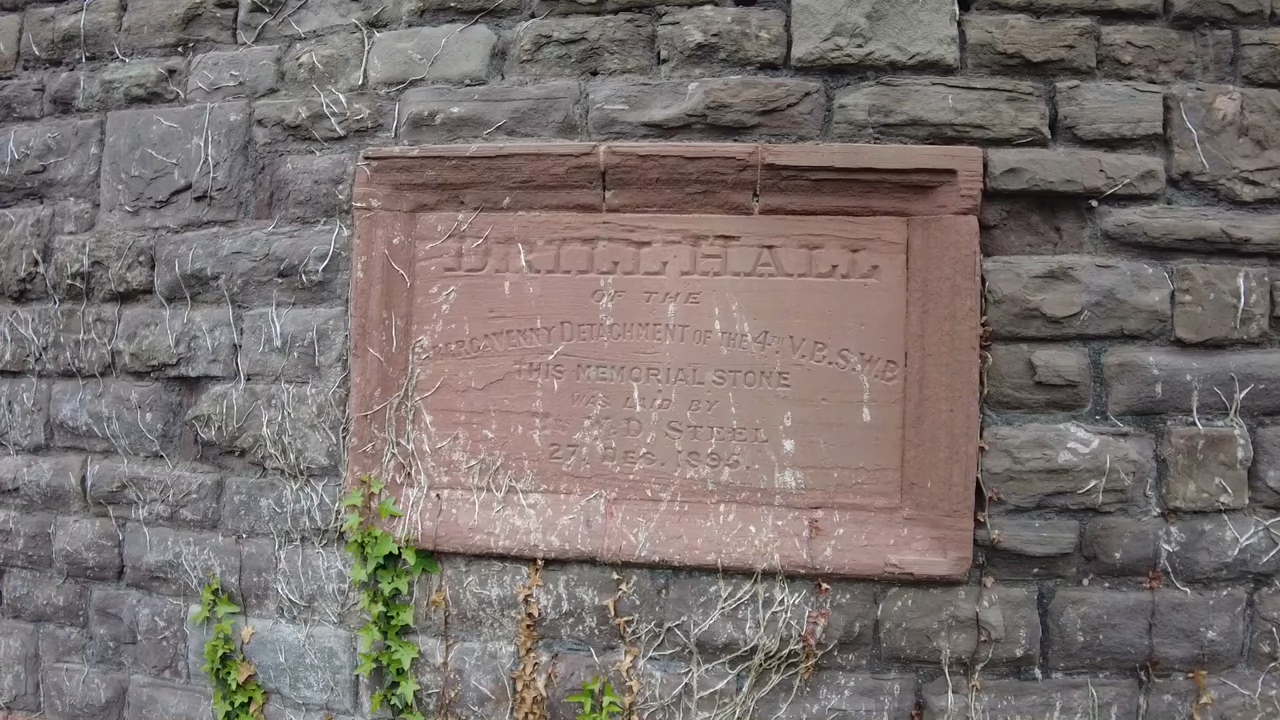 DRILL HALL
OF THE
ABERGAVENNY DETACHMENT OF THE 4TH V.B.S.W.B
THIS MEMORIAL STONE
WAS LAID BY
D. STEEL
27. DEC. 1895.